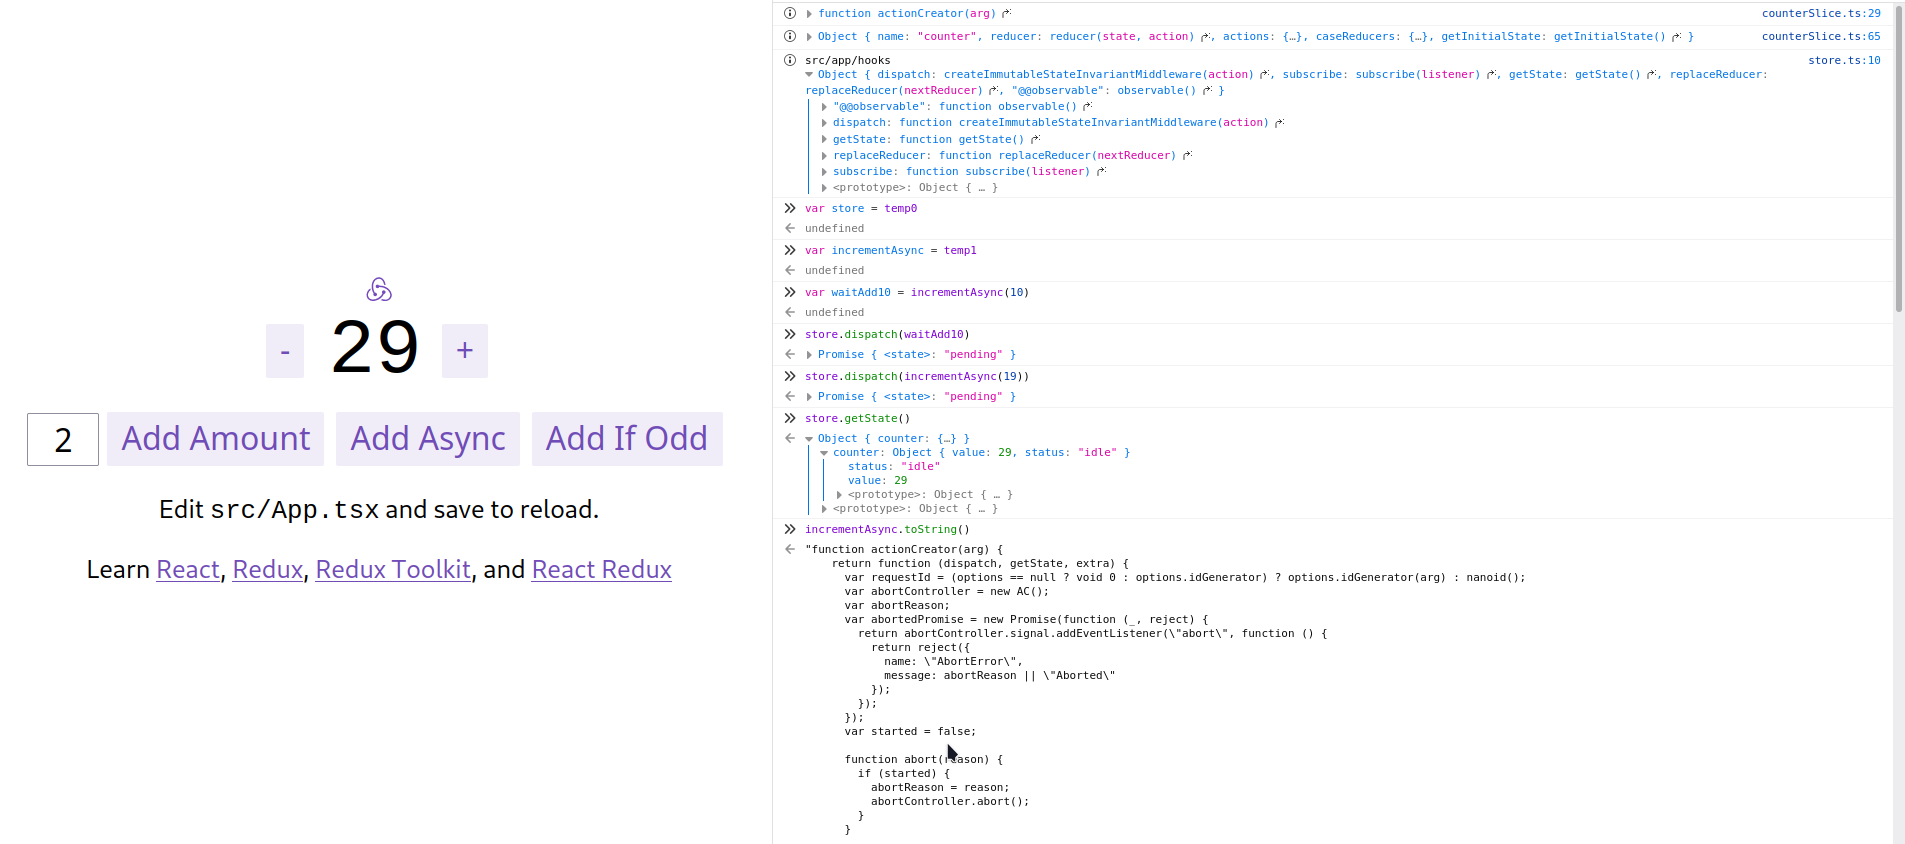 -
29
+
2
Add Amount
Add Async
Add If Odd
Edit src/App.tsx and save to reload.
Learn React, Redux, Redux Toolkit, and React Redux
function actionCreator(arg) counterSlice.ts:29
Object { name: "counter", reducer: reducer(state, action) , actions: {…}, caseReducers: {…}, getInitialState: getInitialState() } counterSlice.ts:65
src/app/hooks store.ts:10
Object { dispatch: createImmutableStateInvariantMiddleware(action) , subscribe: subscribe(listener) , getState: getState() , replaceReducer:
replaceReducer(nextReducer) , "@@observable": observable() }
"@@observable": function observable()
dispatch: function createImmutableStateInvariantMiddleware(action)
getState: function getState()
replaceReducer: function replaceReducer(nextReducer)
subscribe: function subscribe(listener)
<prototype>: Object { … }
var store = temp0
undefined
var incrementAsync = temp1
undefined
var waitAdd10 = incrementAsync(10)
undefined
store.dispatch(waitAdd10)
Promise { <state>: "pending" }
store.dispatch(incrementAsync(19))
Promise { <state>: "pending" }
store.getState()
Object { counter: {…} }
counter: Object { value: 29, status: "idle" }
status: "idle"
value: 29
<prototype>: Object { … }
<prototype>: Object { … }
incrementAsync.toString()
"function actionCreator(arg) {
return function (dispatch, getState, extra) {
var requestId = (options == null ? void 0 : options.idGenerator) ? options.idGenerator(arg) : nanoid();
var abortController = new AC();
var abortReason;
var abortedPromise = new Promise(function (_, reject) {
return abortController.signal.addEventListener(\"abort\", function () {
return reject({
name: \"AbortError\",
message: abortReason || \"Aborted\"
});
});
});
var started = false;
function abort(reason) {
if (started) {
abortReason = reason;
abortController.abort();
}
}